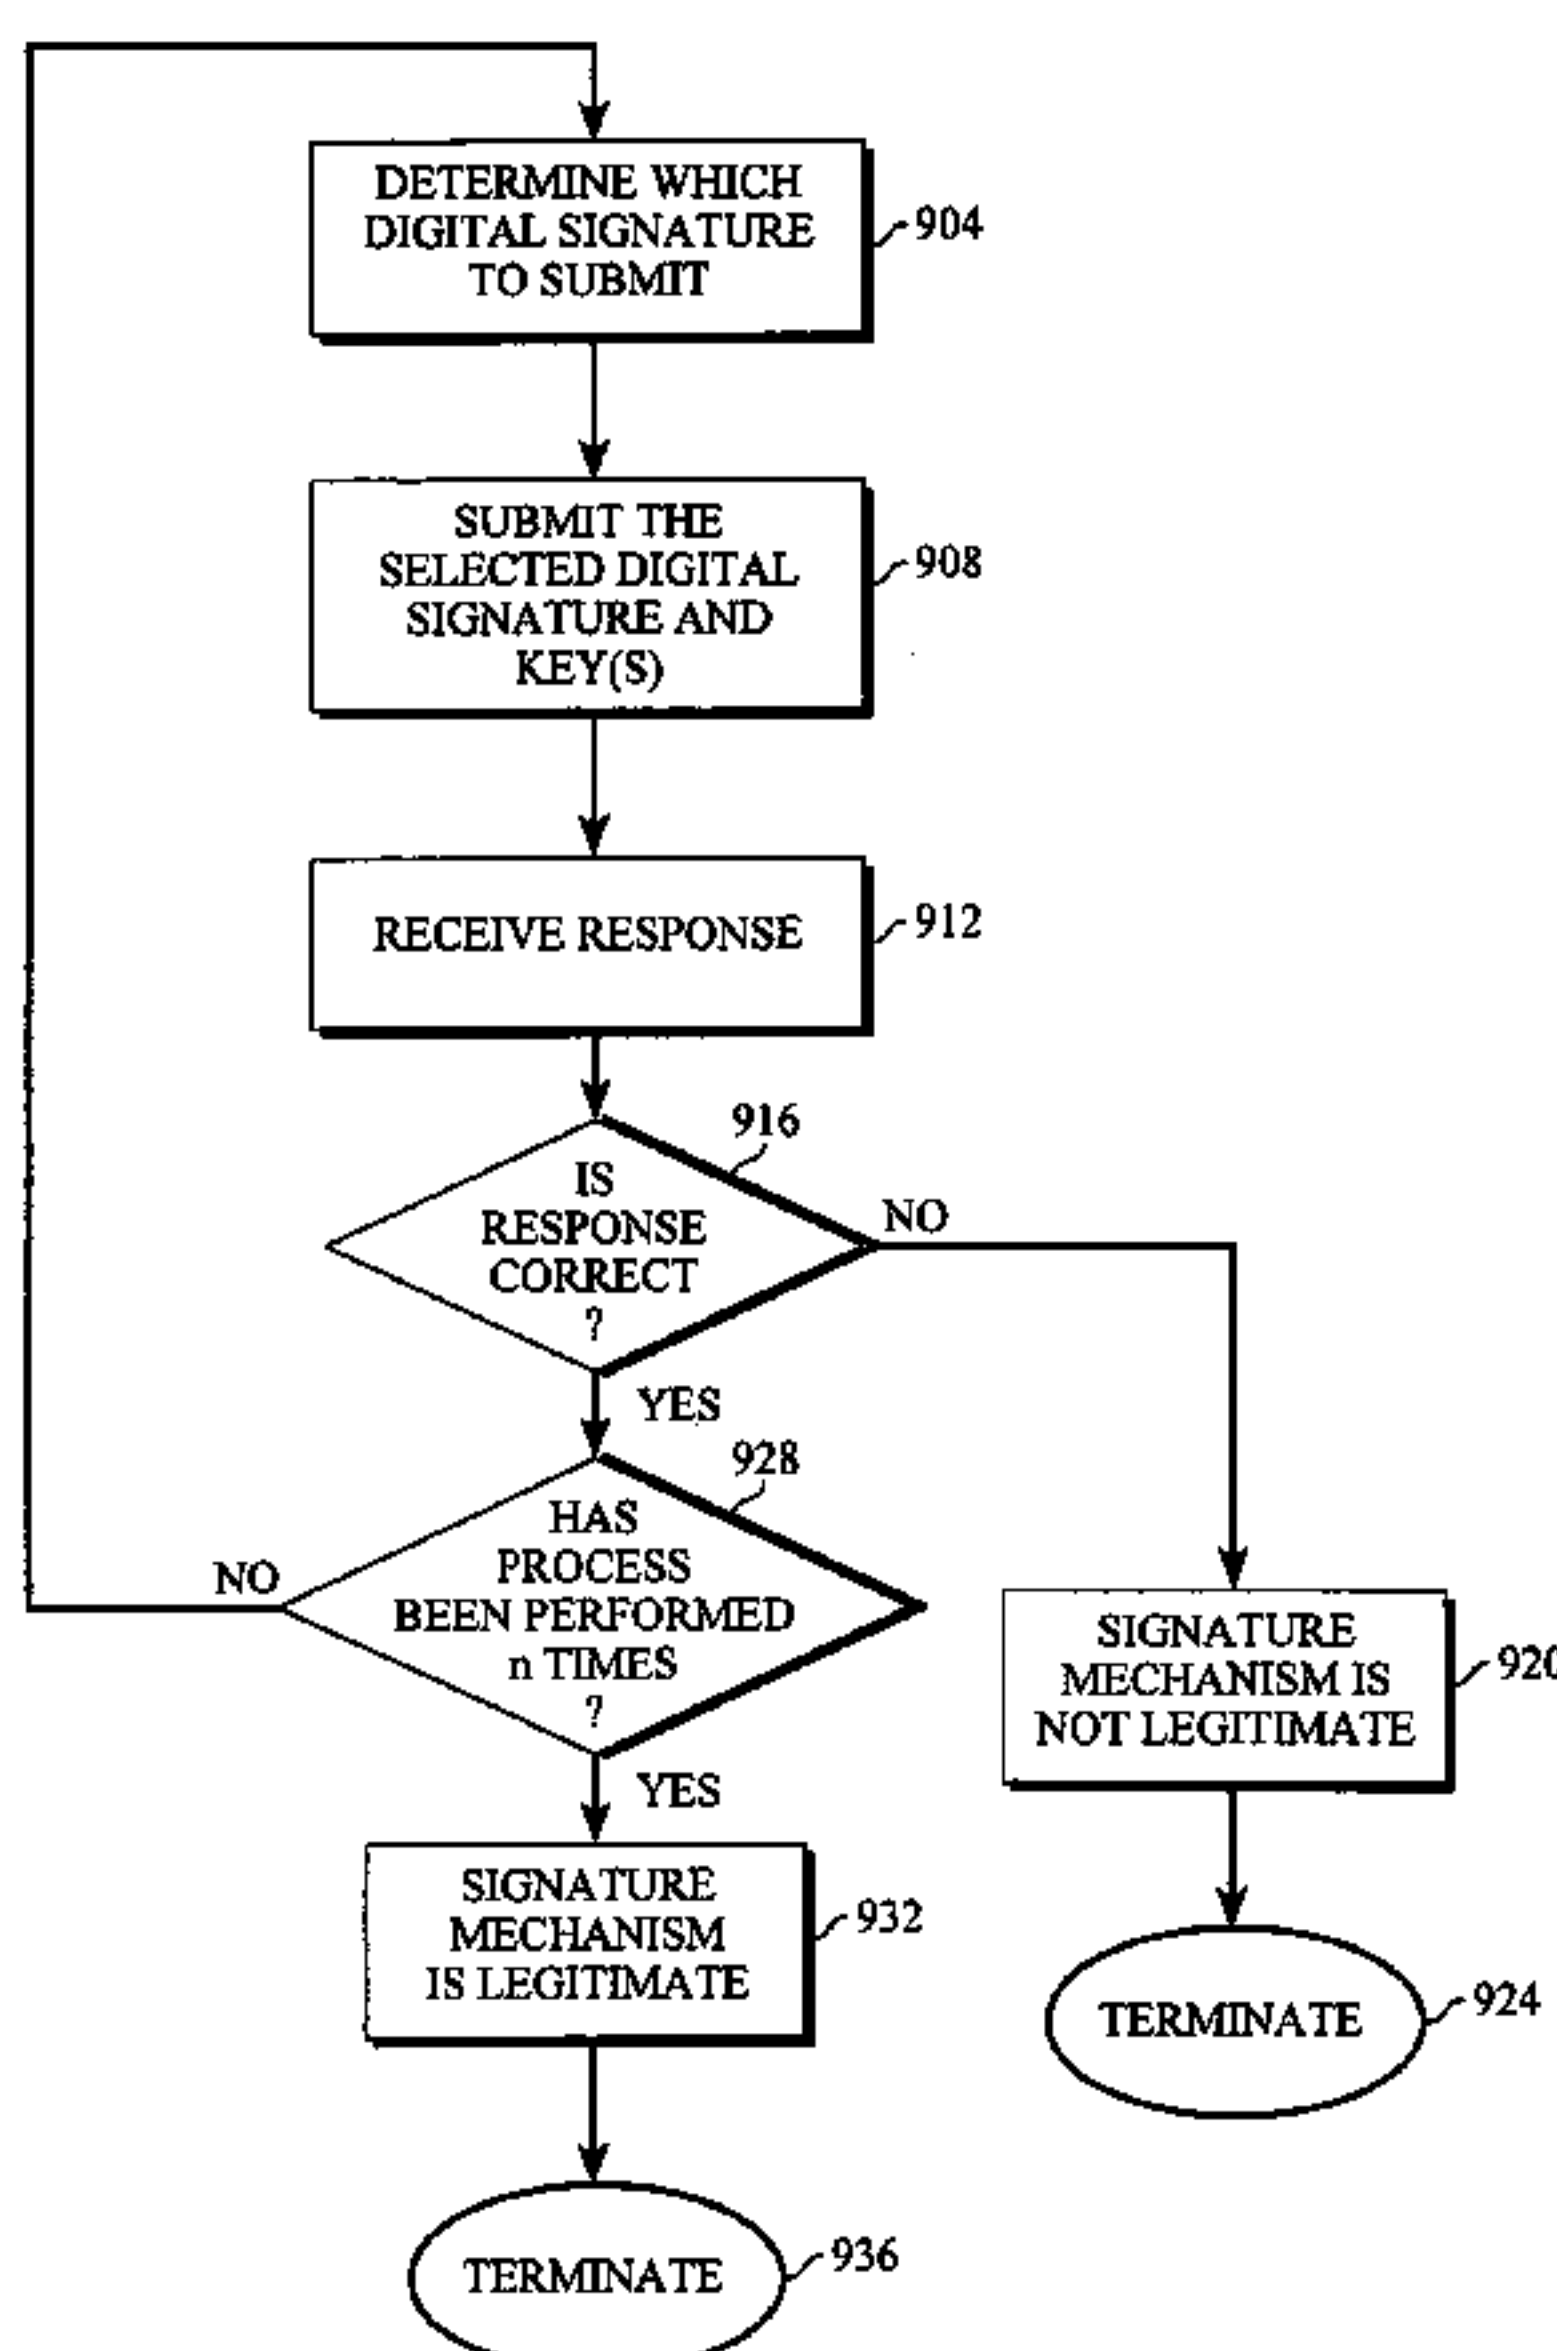 DETERMINE WHICH
DIGITAL SIGNATURE
TO SUBMIT
904
SUBMIT THE
SELECTED DIGITAL
SIGNATURE AND
KEY(S)
908
RECEIVE RESPONSE
912
916
IS
RESPONSE
CORRECT
?
NO
YES
928
HAS
PROCESS
BEEN PERFORMED
n TIMES
?
NO
YES
SIGNATURE
MECHANISM IS
NOT LEGITIMATE
920
SIGNATURE
MECHANISM
IS LEGITIMATE
932
TERMINATE
924
TERMINATE
936